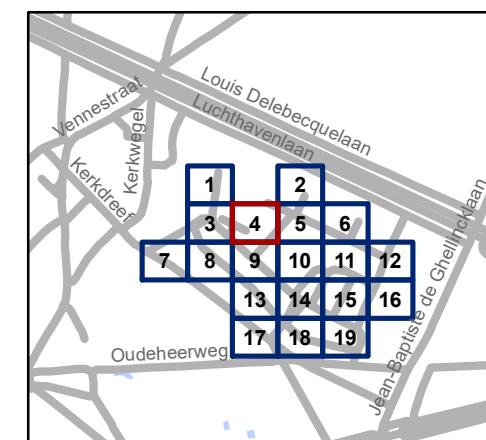 Louis Delebecquelaan
Luchthavenlaan
Vennestraat
Kerkwegel
Kerkdreef
1
2
3
4
5
6
7
8
9
10
11
12
13
14
15
16
17
18
19
Jean-Baptiste de Ghellincklaan
Oudeheerweg